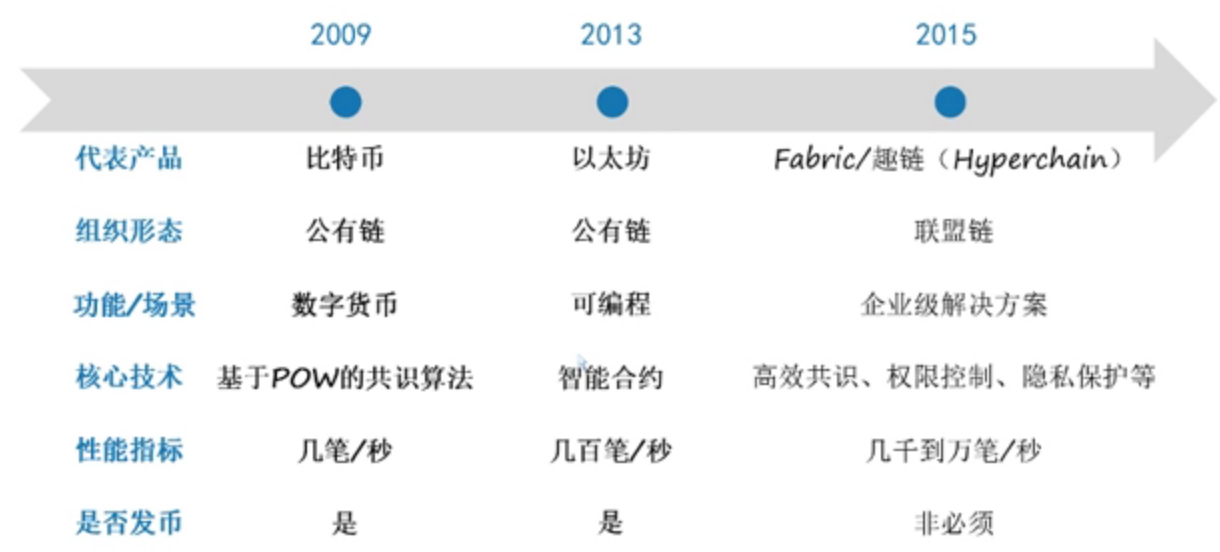 2009 2013 2015
代表产品 比特币 以太坊 Fabric/趣链（Hyperchain）
组织形态 公有链 公有链 联盟链
功能/场景 数字货币 可编程 企业级解决方案
核心技术 基于POW的共识算法 智能合约 高效共识、权限控制、隐私保护等
性能指标 几笔/秒 几百笔/秒 几千到万笔/秒
是否发币 是 是 非必须